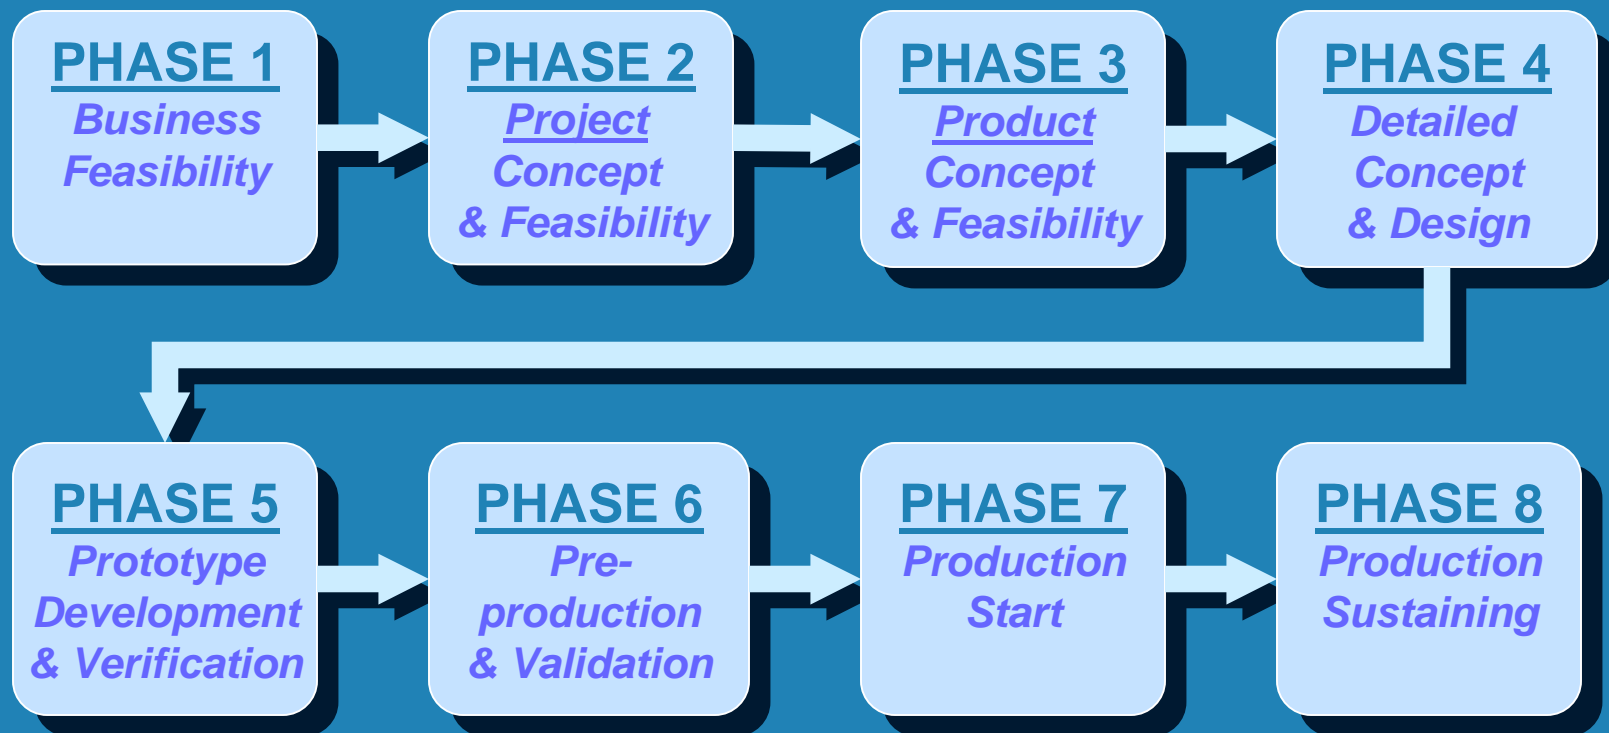 PHASE 1
Business
Feasibility
PHASE 2
Project
Concept
& Feasibility
PHASE 3
Product
Concept
& Feasibility
PHASE 4
Detailed
Concept
& Design
PHASE 5
Prototype
Development
& Verification
PHASE 6
Pre-
production
& Validation
PHASE 7
Production
Start
PHASE 8
Production
Sustaining